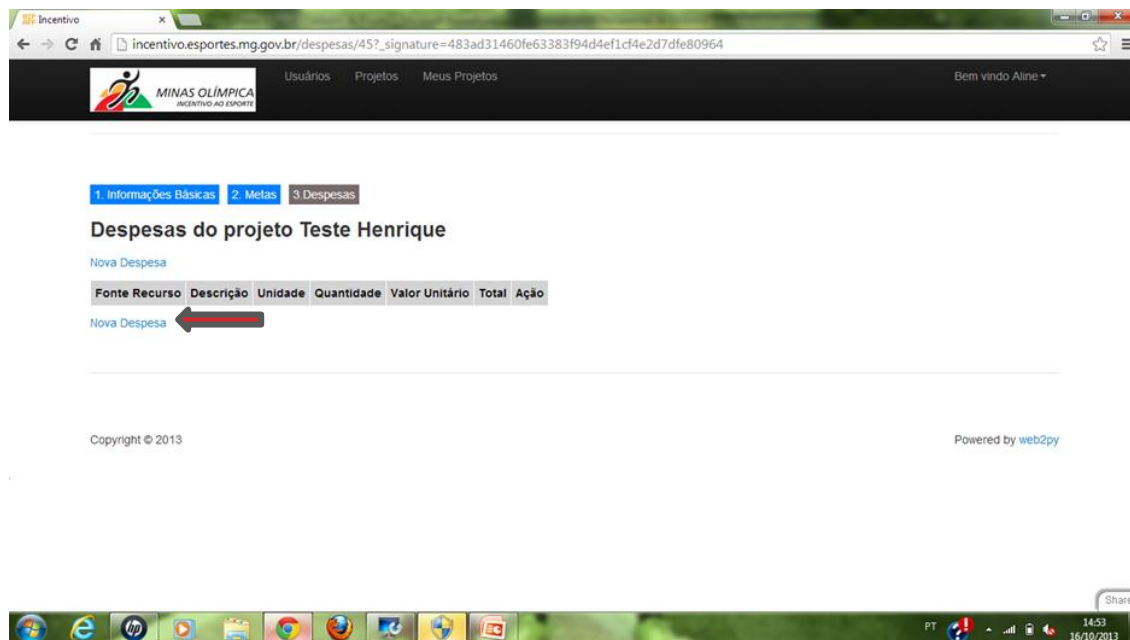 Incentivo
incentivo.esportes.mg.gov.br/despesas/45?_signature=483ad31460fe63383f94d4ef1cf4e2d7dfe80964
MINAS OLÍMPICA
INCENTIVO AO ESPORTE
Usuários Projetos Meus Projetos
Bem vindo Aline
1. Informações Básicas 2. Metas 3.Despesas
Despesas do projeto Teste Henrique
Nova Despesa
Fonte Recurso Descrição Unidade Quantidade Valor Unitário Total Ação
Nova Despesa
Copyright © 2013
Powered by web2py
Share
PT
14:53
16/10/2013